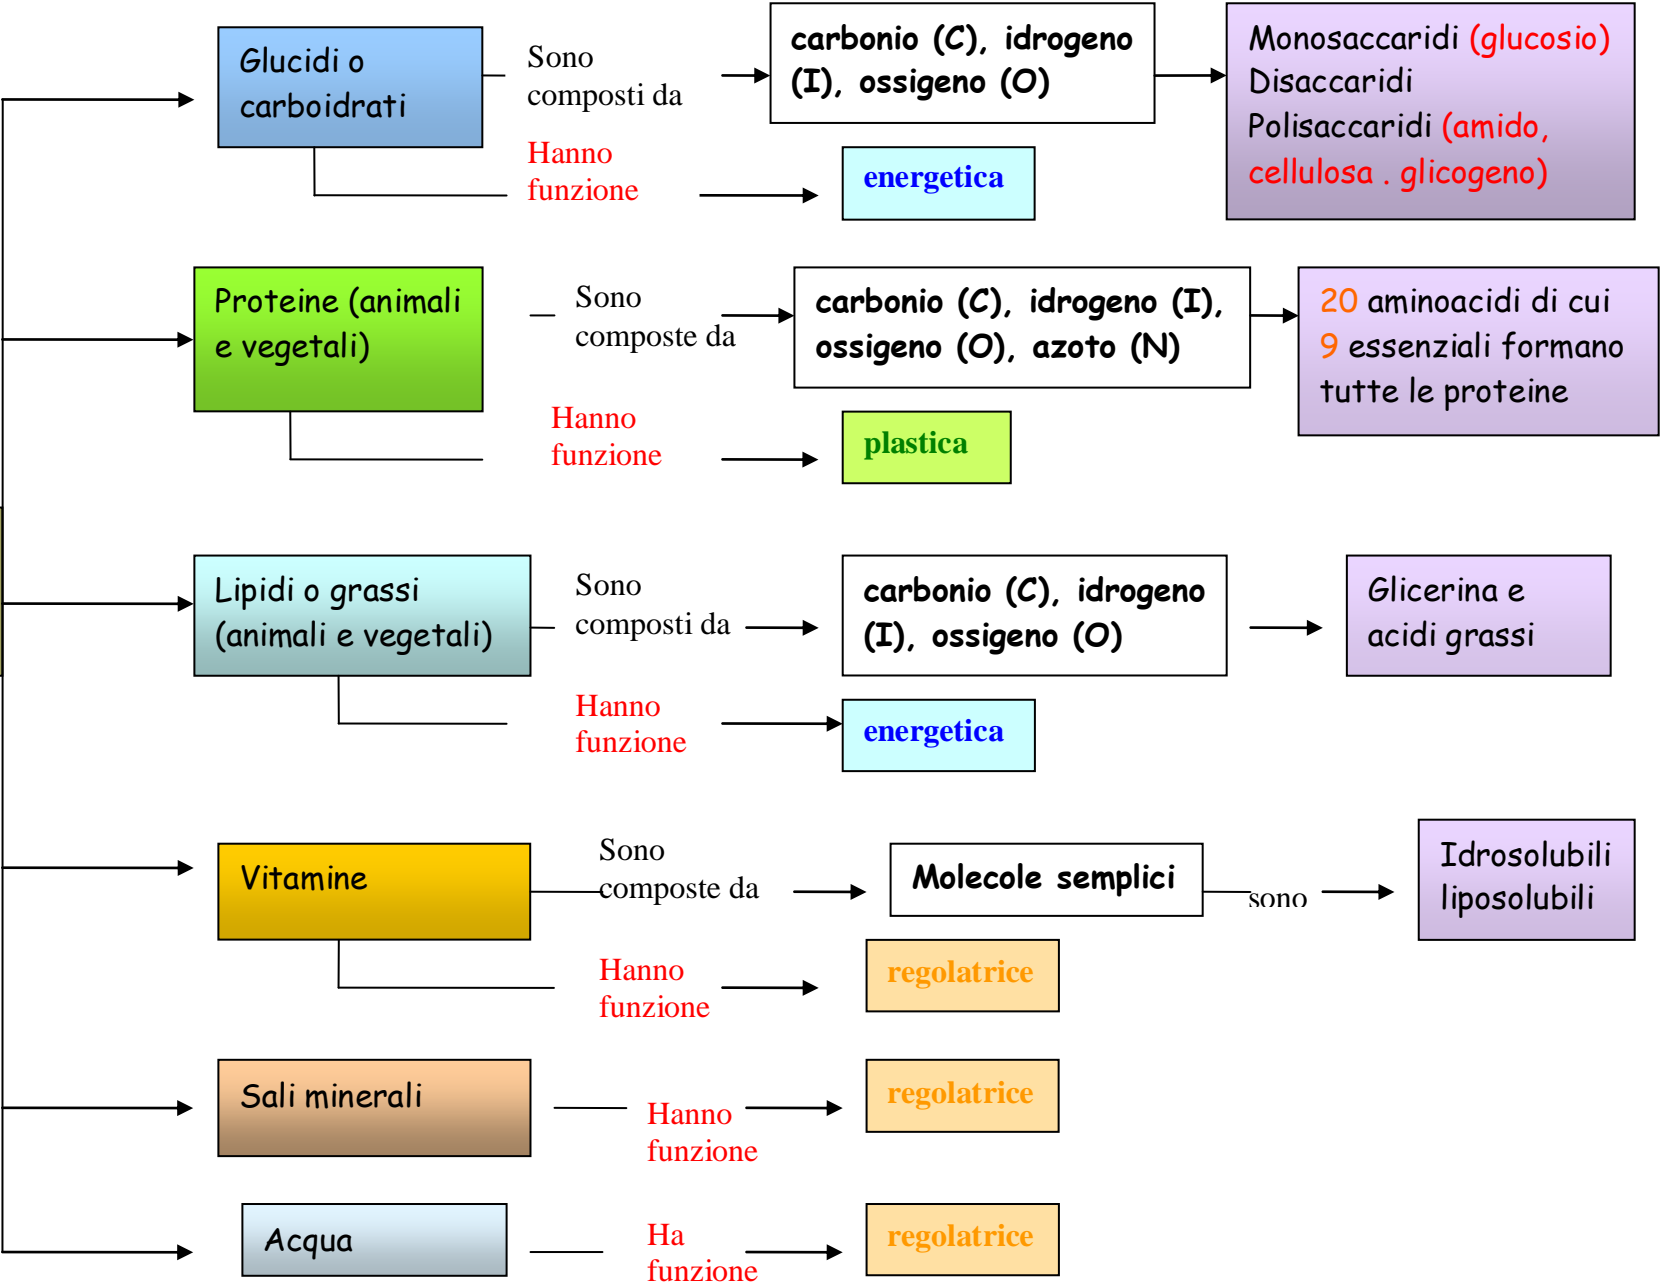 Glucidi o
carboidrati
Sono
composti da
carbonio (C), idrogeno
(I), ossigeno (O)
Monosaccaridi (glucosio)
Disaccaridi
Polisaccaridi (amido,
cellulosa . glicogeno)
Hanno
funzione
energetica
Proteine (animali
e vegetali)
Sono
composte da
carbonio (C), idrogeno (I),
ossigeno (O), azoto (N)
20 aminoacidi di cui
9 essenziali formano
tutte le proteine
Hanno
funzione
plastica
Lipidi o grassi
(animali e vegetali)
Sono
composti da
carbonio (C), idrogeno
(I), ossigeno (O)
Glicerina e
acidi grassi
Hanno
funzione
energetica
Vitamine
Sono
composte da
Molecole semplici
sono
Idrosolubili
liposolubili
Hanno
funzione
regolatrice
Sali minerali
Hanno
funzione
regolatrice
Acqua
Ha
funzione
regolatrice